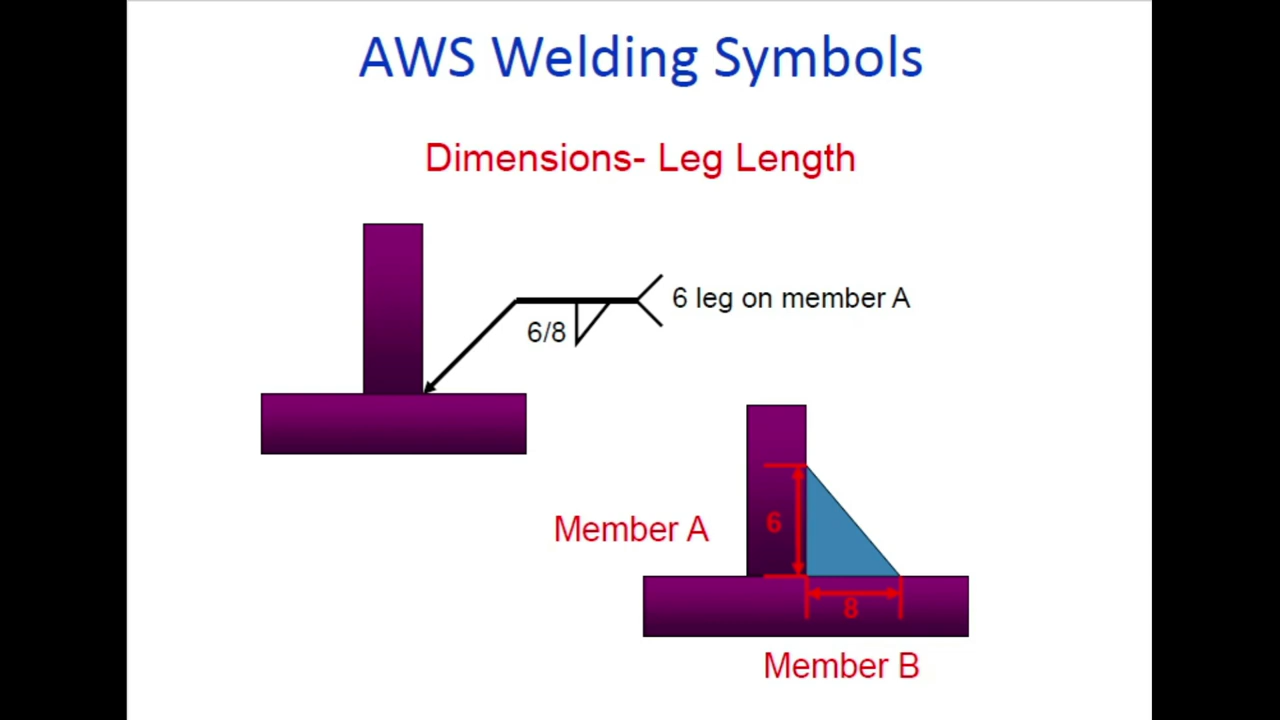 AWS Welding Symbols
Dimensions- Leg Length
6/8
6 leg on member A
Member A
6
8
Member B